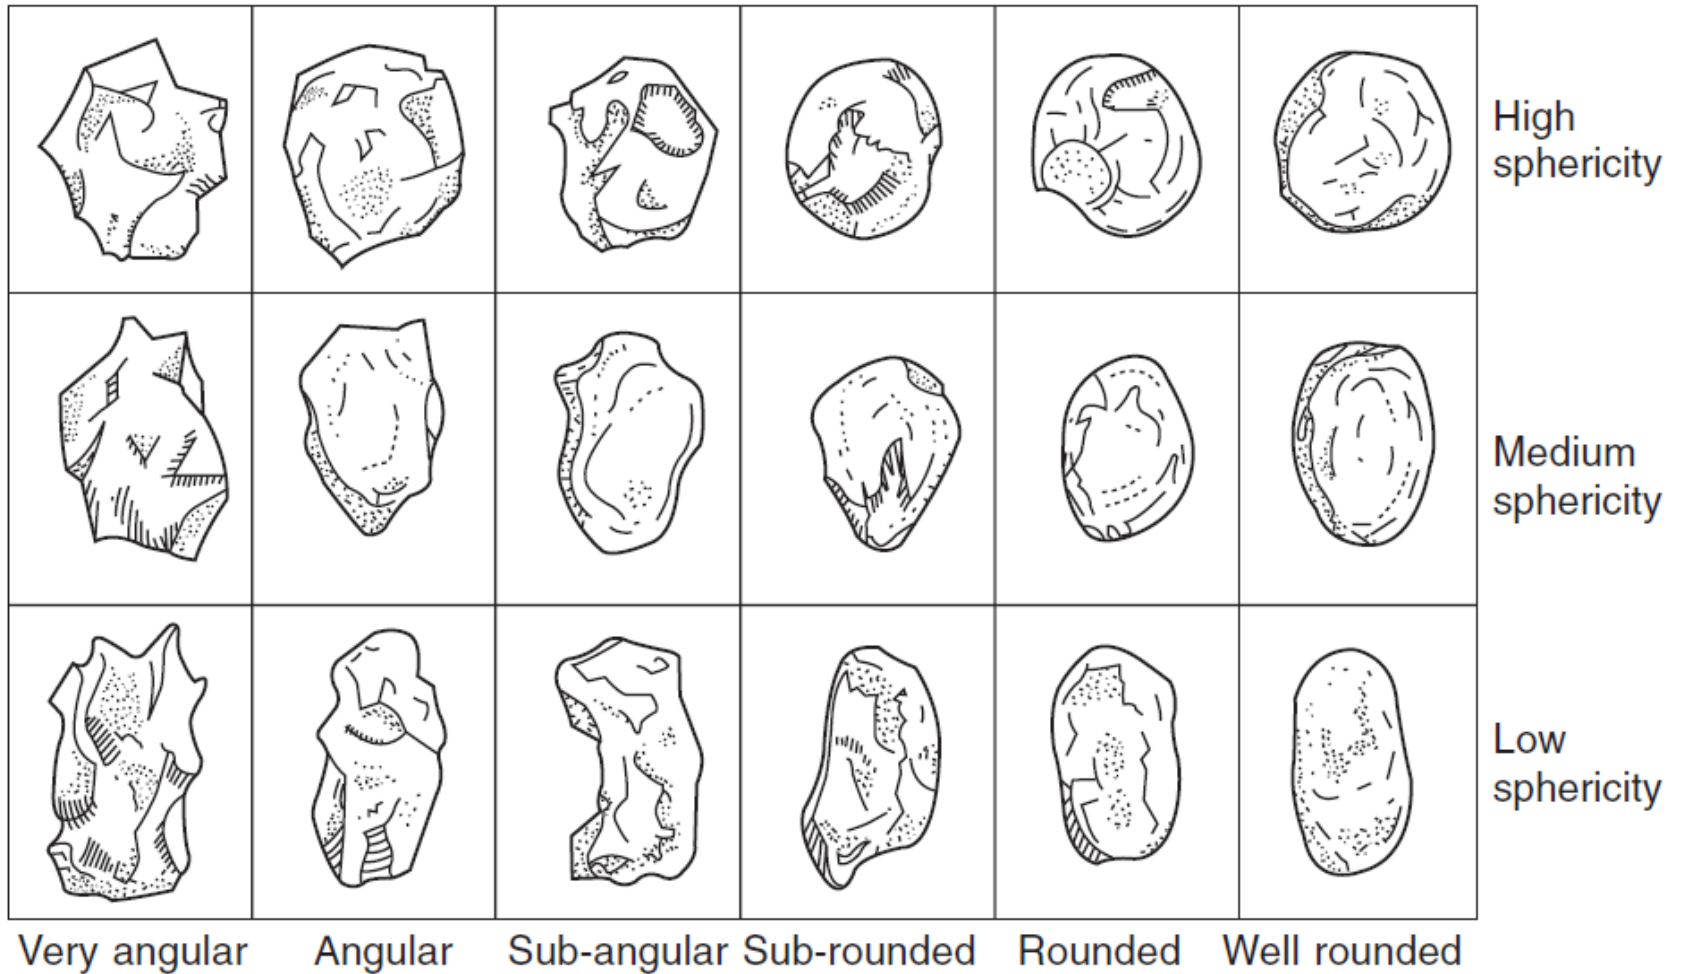 High
sphericity
Medium
sphericity
Low
sphericity
Very angular
Angular
Sub-angular
Sub-rounded
Rounded
Well rounded